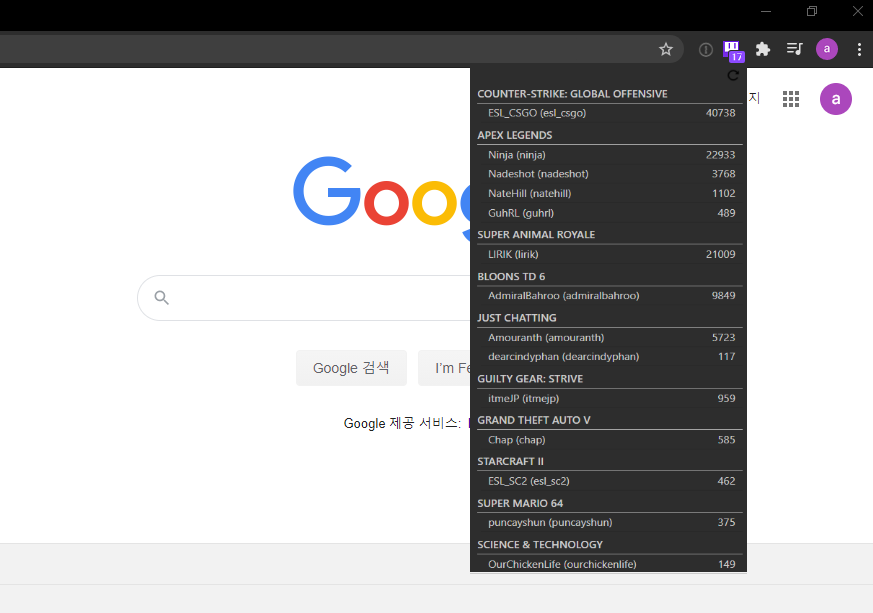 17
a
COUNTER-STRIKE: GLOBAL OFFENSIVE
ESL_CSGO (esl_csgo) 40738
APEX LEGENDS
Ninja (ninja) 22933
Nadeshot (nadeshot) 3768
NateHill (natehill) 1102
GuhRL (guhrl) 489
SUPER ANIMAL ROYALE
LIRIK (lirik) 21009
BLOONS TD 6
AdmiralBahroo (admiralbahroo) 9849
JUST CHATTING
Amouranth (amouranth) 5723
dearcindyphan (dearcindyphan) 117
GUILTY GEAR: STRIVE
itmeJP (itmejp) 959
GRAND THEFT AUTO V
Chap (chap) 585
STARCRAFT II
ESL_SC2 (esl_sc2) 462
SUPER MARIO 64
puncayshun (puncayshun) 375
SCIENCE & TECHNOLOGY
OurChickenLife (ourchickenlife) 149
지
a
Goog
Google 검색
I'm Fe
Google 제공 서비스: